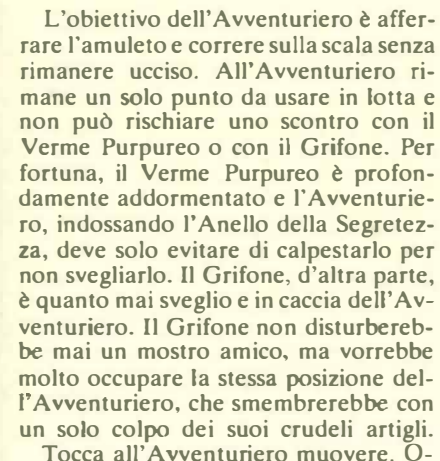 L'obiettivo dell'Avventuriero è affer-
rare l'amuleto e correre sulla scala senza
rimanere ucciso. All'Avventuriero ri-
mane un solo punto da usare in lotta e
non può rischiare uno scontro con il
Verme Purpureo o con il Grifone. Per
fortuna, il Verme Purpureo è profon-
damente addormentato e l'Avventurie-
ro, indossando l'Anello della Segretez-
za, deve solo evitare di calpestarlo per
non svegliarlo. Il Grifone, d'altra parte,
è quanto mai sveglio e in caccia dell'Av-
venturiero. Il Grifone non disturbereb-
be mai un mostro amico, ma vorrebbe
molto occupare la stessa posizione del-
l'Avventuriero, che smembrerebbe con
un solo colpo dei suoi crudeli artigli.
Tocca all'Avventuriero muovere. O-